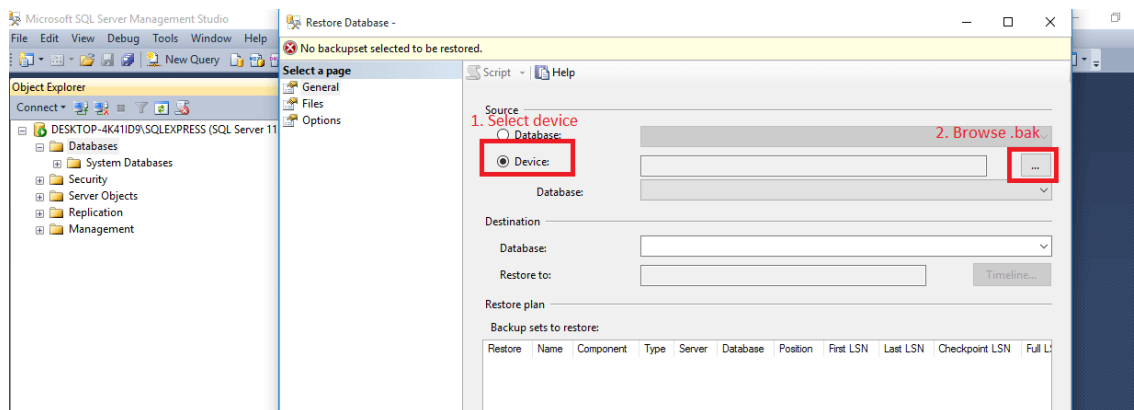 Microsoft SQL Server Management Studio
File Edit View Debug Tools Window Help
New Query
Object Explorer
Connect
DESKTOP-4K41ID9\SQLEXPRESS (SQL Server 11
Databases
System Databases
Security
Server Objects
Replication
Management
Restore Database -
No backupset selected to be restored.
Select a page
General
Files
Options
Script Help
Source
1. Select device
Database:
2. Browse .bak
Device:
...
Database:
Destination
Database:
Restore to:
Timeline...
Restore plan
Backup sets to restore:
Restore Name Component Type Server Database Position First LSN Last LSN Checkpoint LSN Full LS